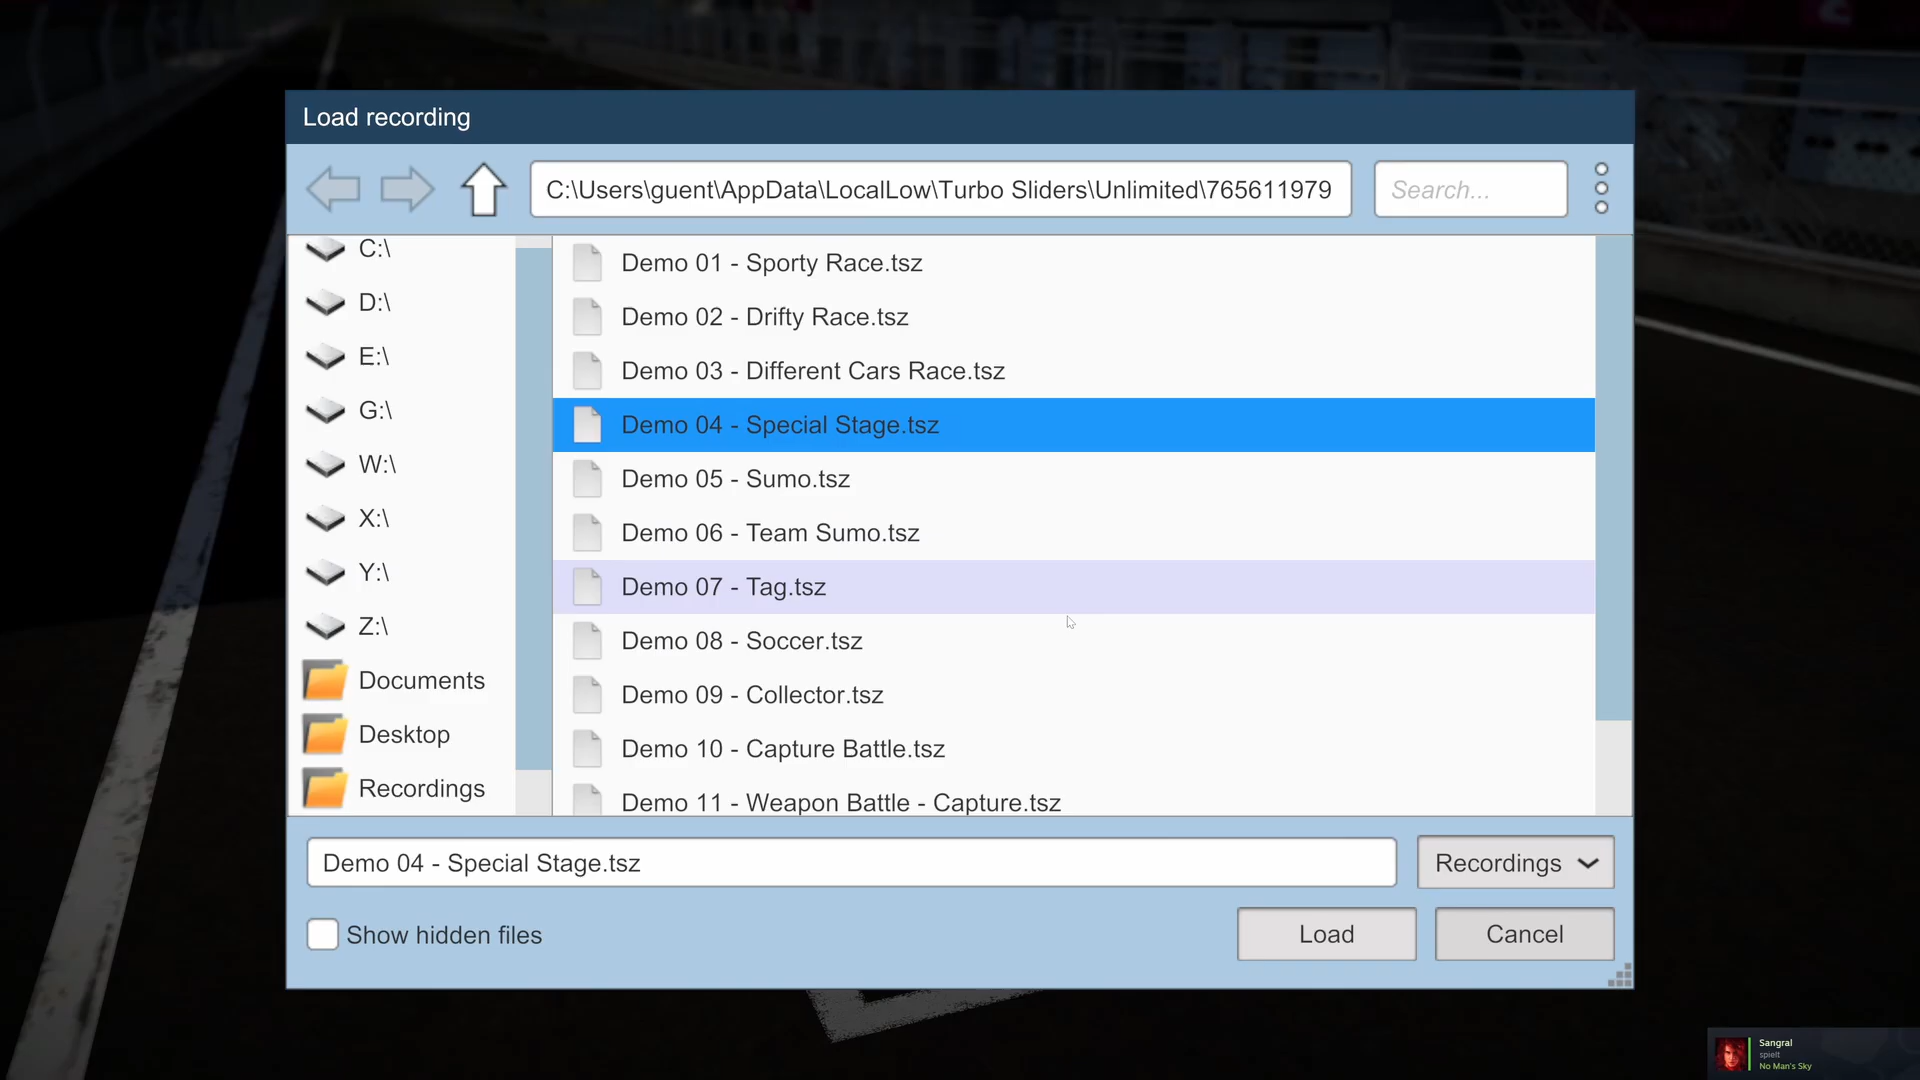 Load recording
C:\Users\guent\AppData\LocalLow\Turbo Sliders\Unlimited\765611979
Search...
C:\
D:\
E:\
G:\
W:\
X:\
Y:\
Z:\
Documents
Desktop
Recordings
Demo 01 - Sporty Race.tsz
Demo 02 - Drifty Race.tsz
Demo 03 - Different Cars Race.tsz
Demo 04 - Special Stage.tsz
Demo 05 - Sumo.tsz
Demo 06 - Team Sumo.tsz
Demo 07 - Tag.tsz
Demo 08 - Soccer.tsz
Demo 09 - Collector.tsz
Demo 10 - Capture Battle.tsz
Demo 11 - Weapon Battle - Capture.tsz
Demo 04 - Special Stage.tsz
Recordings
Show hidden files
Load
Cancel
Sangral
spielt
No Man's Sky